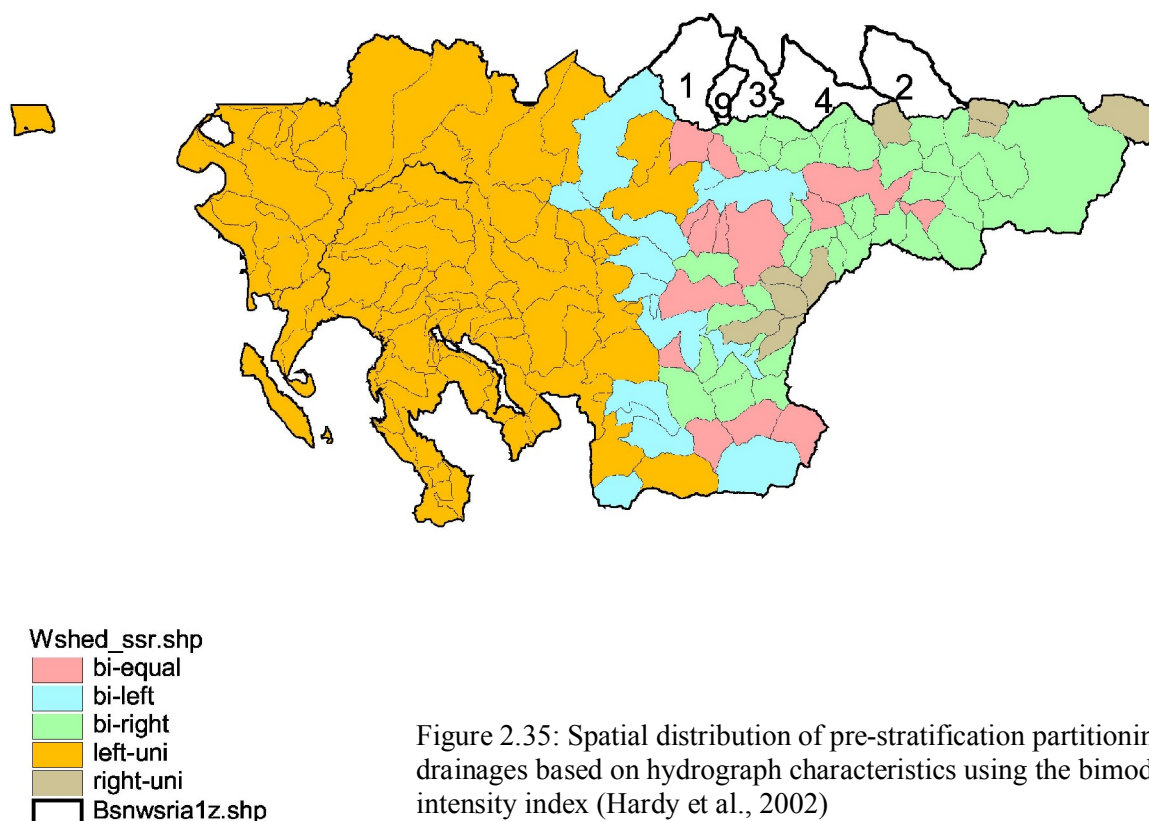 1
9
3
4
2
Wshed_ssr.shp
bi-equal
bi-left
bi-right
left-uni
right-uni
Bsnwsria1z.shp
Figure 2.35: Spatial distribution of pre-stratification partitionin
drainages based on hydrograph characteristics using the bimod
intensity index (Hardy et al., 2002)